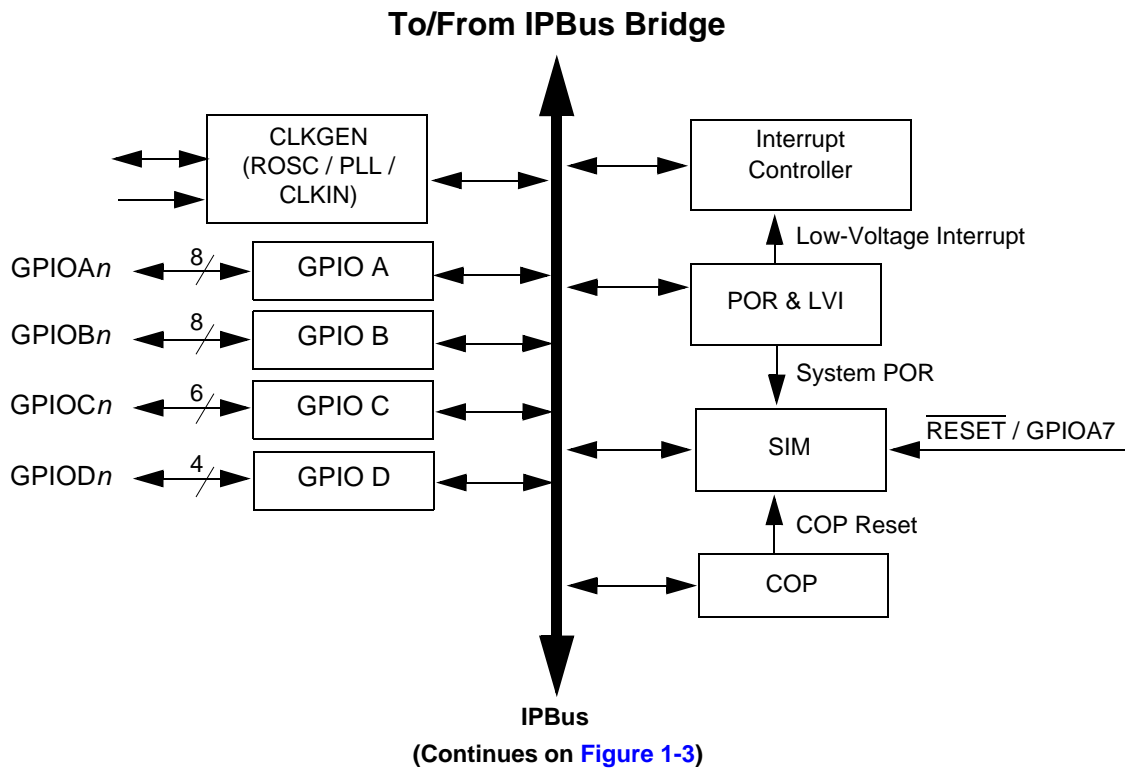 To/From IPBus Bridge
CLKGEN
(ROSC / PLL /
CLKIN)
GPIOAn
8
GPIO A
GPIOBn
8
GPIO B
GPIOCn
6
GPIO C
GPIODn
4
GPIO D
Interrupt
Controller
Low-Voltage Interrupt
POR & LVI
System POR
SIM
RESET / GPIOA7
COP Reset
COP
IPBus
(Continues on Figure 1-3)